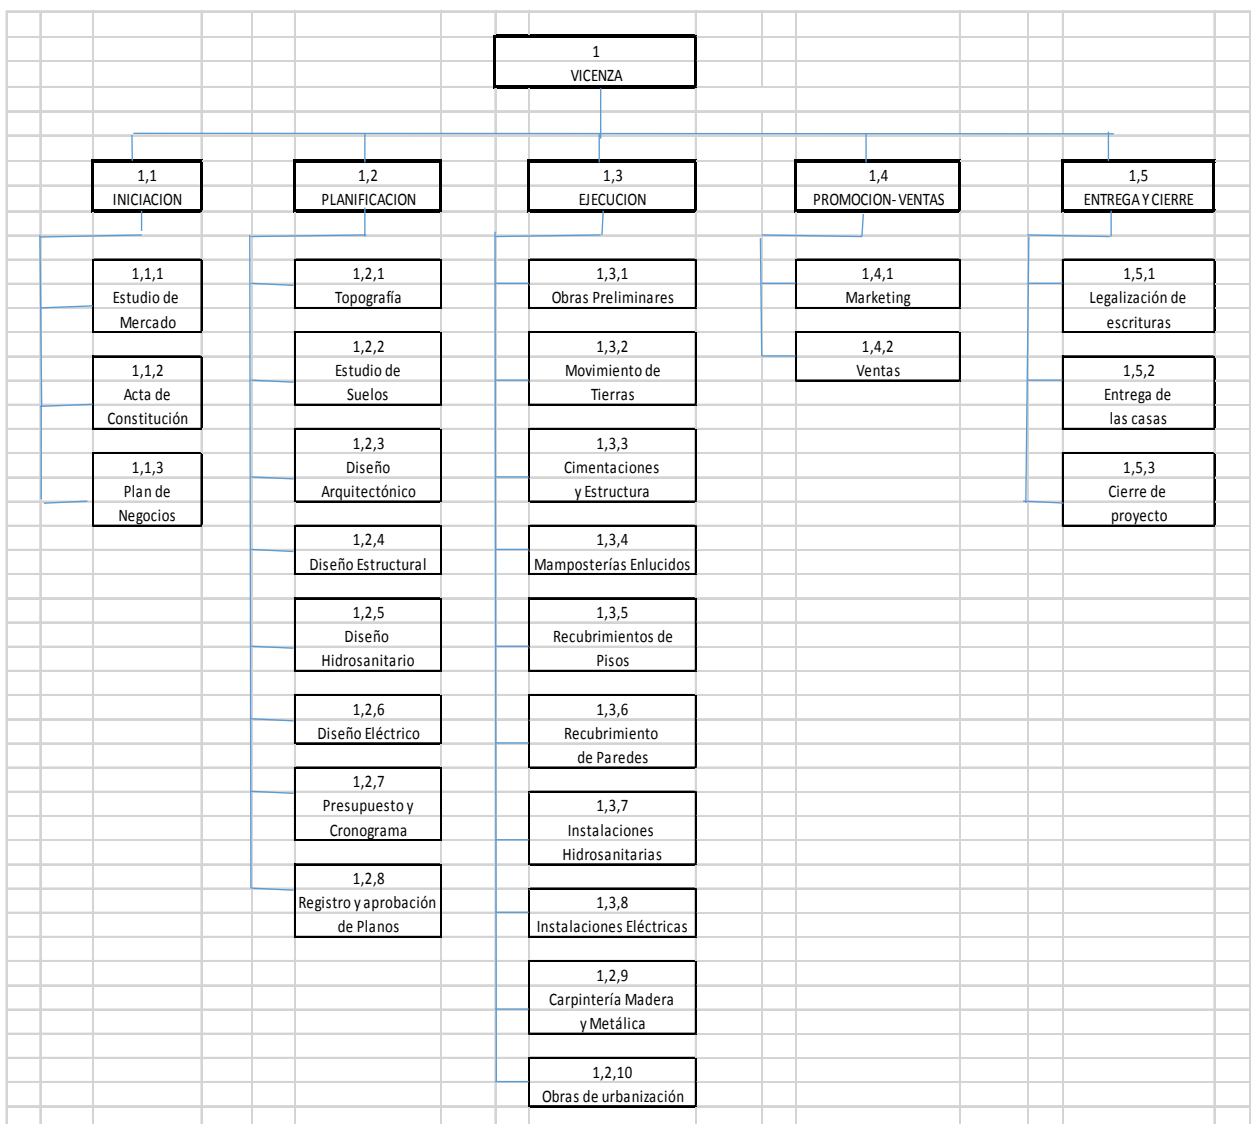 1
VICENZA
1,1
INICIACION
1,2
PLANIFICACION
1,3
EJECUCION
1,4
PROMOCION- VENTAS
1,5
ENTREGA Y CIERRE
1,1,1
Estudio de
Mercado
1,1,2
Acta de
Constitución
1,1,3
Plan de
Negocios
1,2,1
Topografía
1,2,2
Estudio de
Suelos
1,2,3
Diseño
Arquitectónico
1,2,4
Diseño Estructural
1,2,5
Diseño
Hidrosanitario
1,2,6
Diseño Eléctrico
1,2,7
Presupuesto y
Cronograma
1,2,8
Registro y aprobación
de Planos
1,3,1
Obras Preliminares
1,3,2
Movimiento de
Tierras
1,3,3
Cimentaciones
y Estructura
1,3,4
Mamposterías Enlucidos
1,3,5
Recubrimientos de
Pisos
1,3,6
Recubrimiento
de Paredes
1,3,7
Instalaciones
Hidrosanitarias
1,3,8
Instalaciones Eléctricas
1,2,9
Carpintería Madera
y Metálica
1,2,10
Obras de urbanización
1,4,1
Marketing
1,4,2
Ventas
1,5,1
Legalización de
escrituras
1,5,2
Entrega de
las casas
1,5,3
Cierre de
proyecto